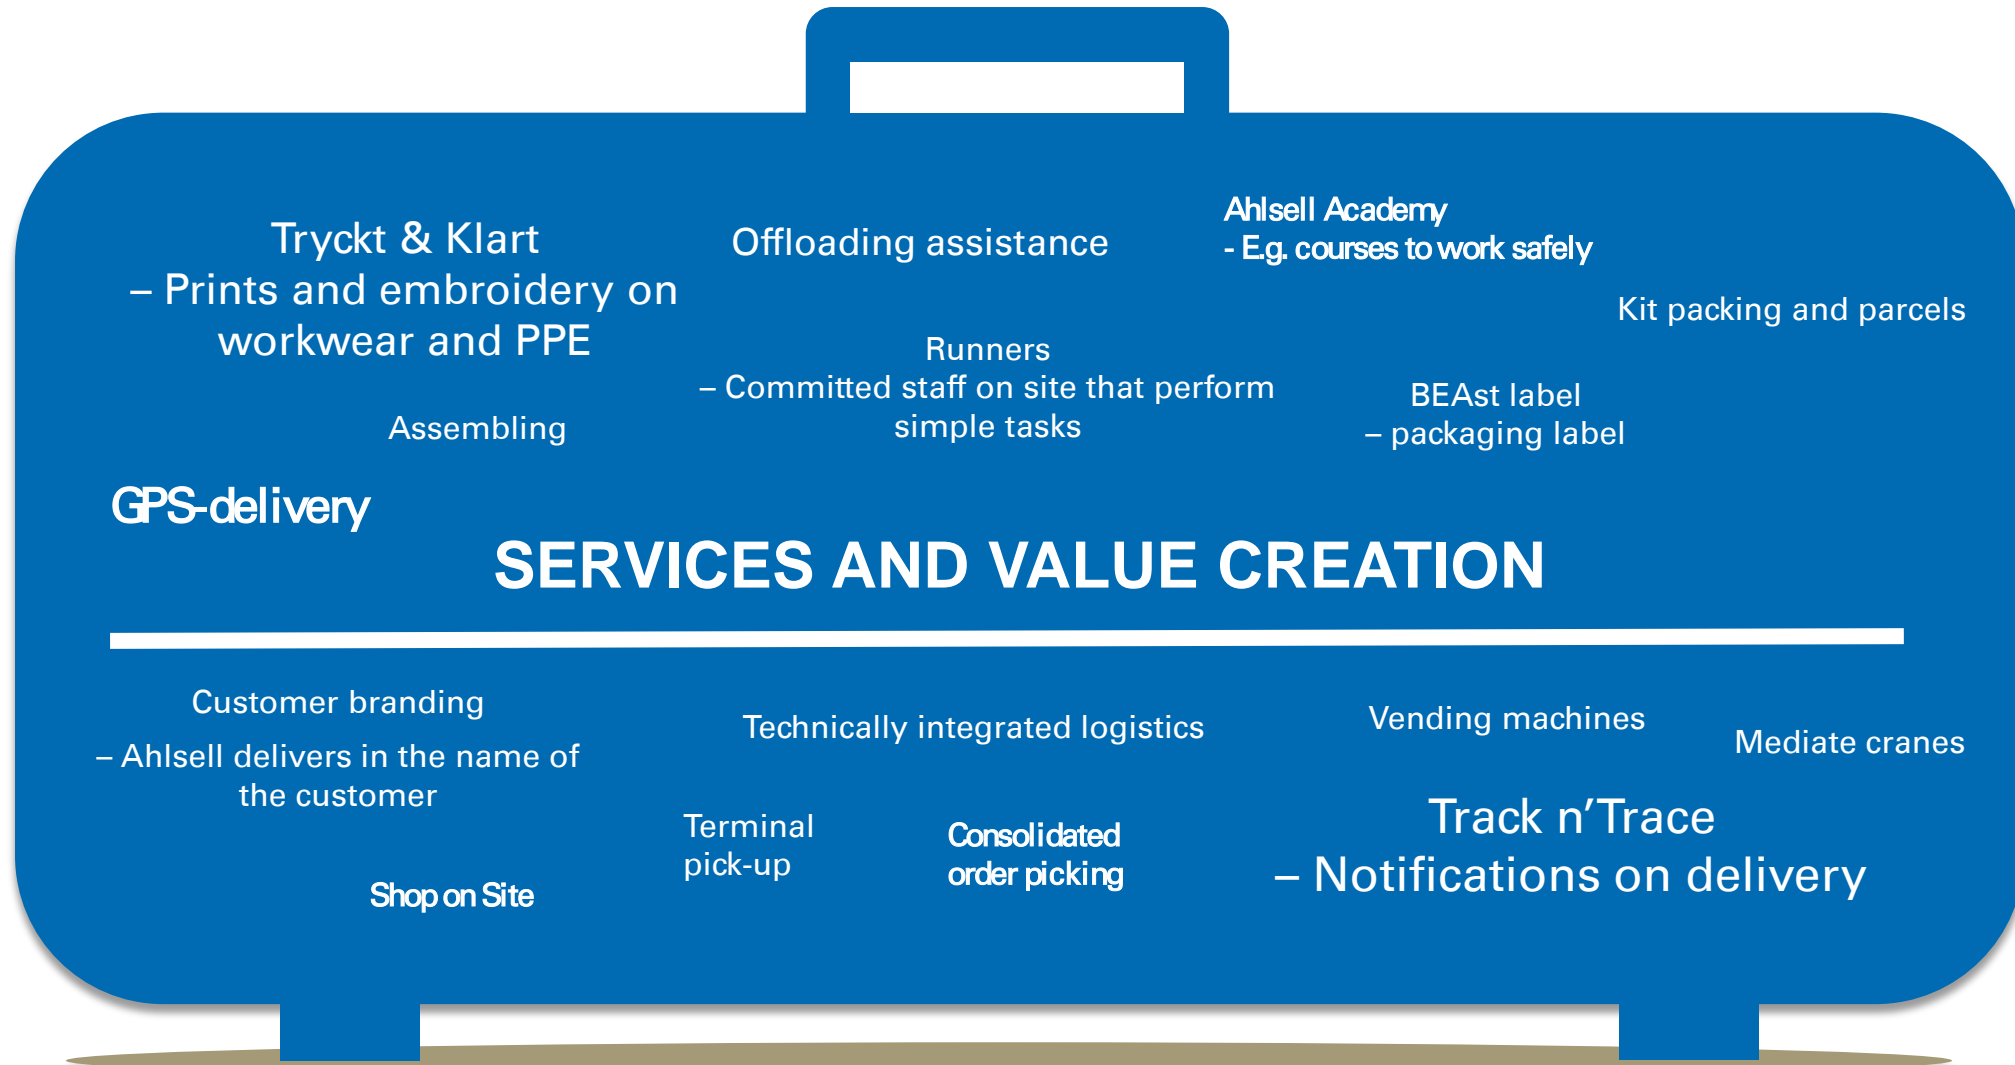 Tryckt & Klart
– Prints and embroidery on
workwear and PPE
Offloading assistance
Ahlsell Academy
- E.g. courses to work safely
Kit packing and parcels
Runners
– Committed staff on site that perform
simple tasks
BEAst label
– packaging label
Assembling
GPS-delivery
SERVICES AND VALUE CREATION
Customer branding
– Ahlsell delivers in the name of
the customer
Technically integrated logistics
Vending machines
Mediate cranes
Terminal
pick-up
Consolidated
order picking
Track n’Trace
– Notifications on delivery
Shop on Site